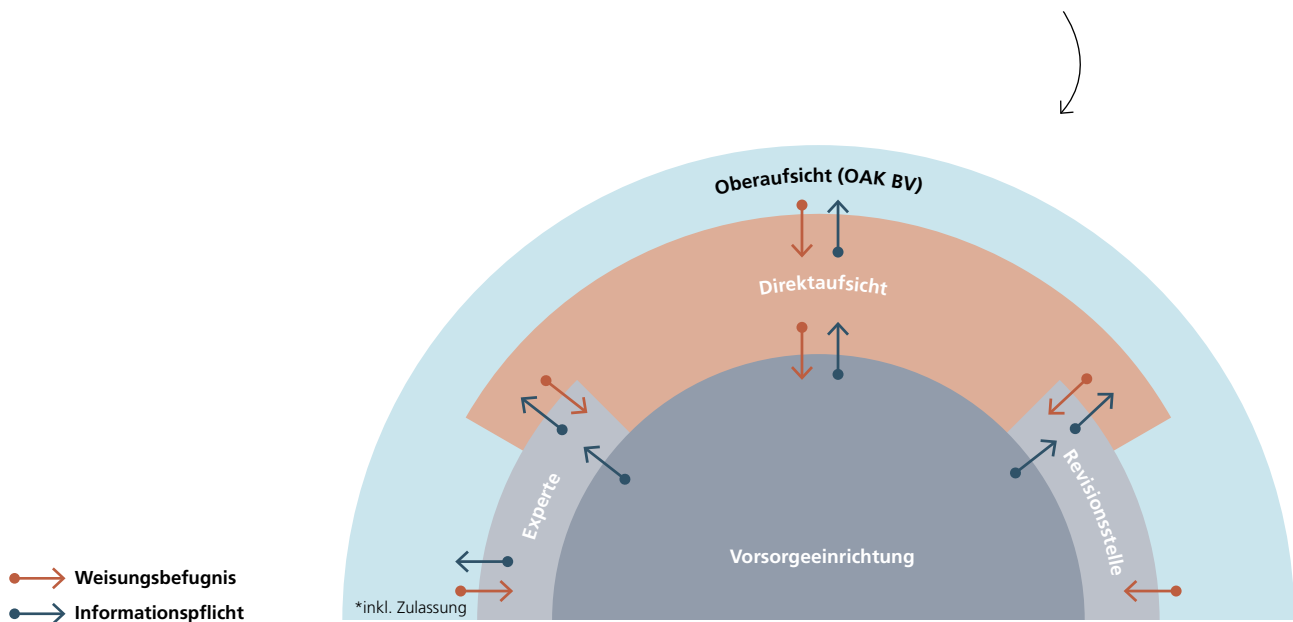 Oberaufsicht (OAK BV)
Direktaufsicht
Experte
Revisionsstelle
Vorsorgeeinrichtung
Weisungsbefugnis
*inkl. Zulassung
Informationspflicht